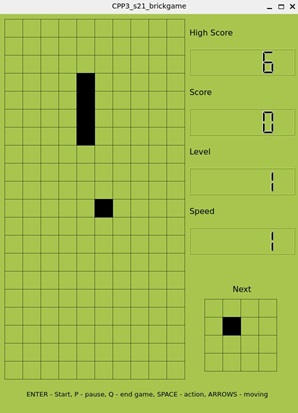 CPP3_s21_brickgame
High Score
6
Score
0
Level
1
Speed
1
Next
ENTER - Start, P - pause, Q - end game, SPACE - action, ARROWS - moving